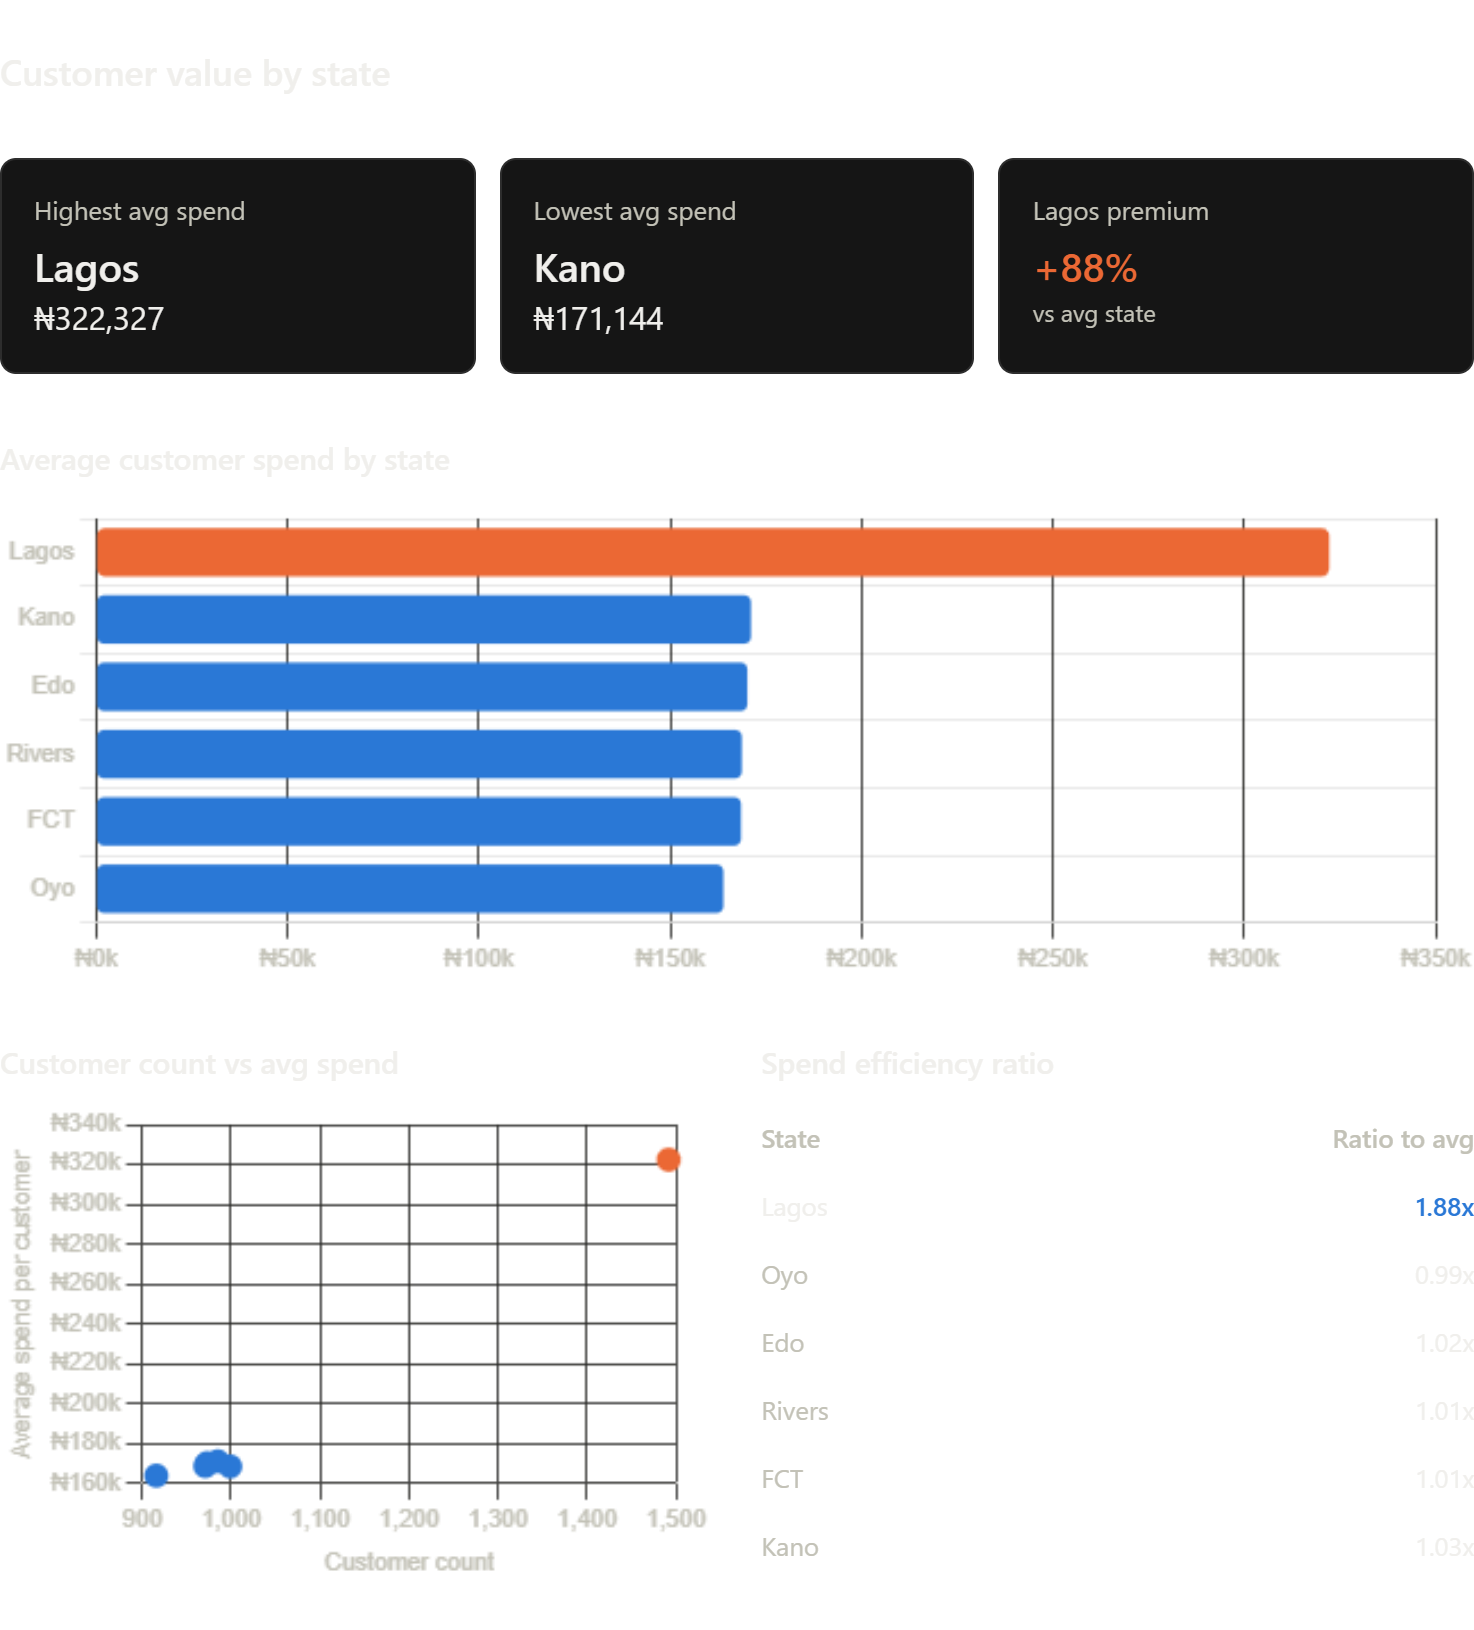 Customer value by state
Highest avg spend
Lagos
₦322,327
Lowest avg spend
Kano
₦171,144
Lagos premium
+88%
vs avg state
Average customer spend by state
Lagos
Kano
Edo
Rivers
FCT
Oyo
₦0k ₦50k ₦100k ₦150k ₦200k ₦250k ₦300k ₦350k
Customer count vs avg spend
Average spend per customer
₦340k
₦320k
₦300k
₦280k
₦260k
₦240k
₦220k
₦200k
₦180k
₦160k
900 1,000 1,100 1,200 1,300 1,400 1,500
Customer count
Spend efficiency ratio
State Ratio to avg
Lagos 1.88x
Oyo 0.99x
Edo 1.02x
Rivers 1.01x
FCT 1.01x
Kano 1.03x